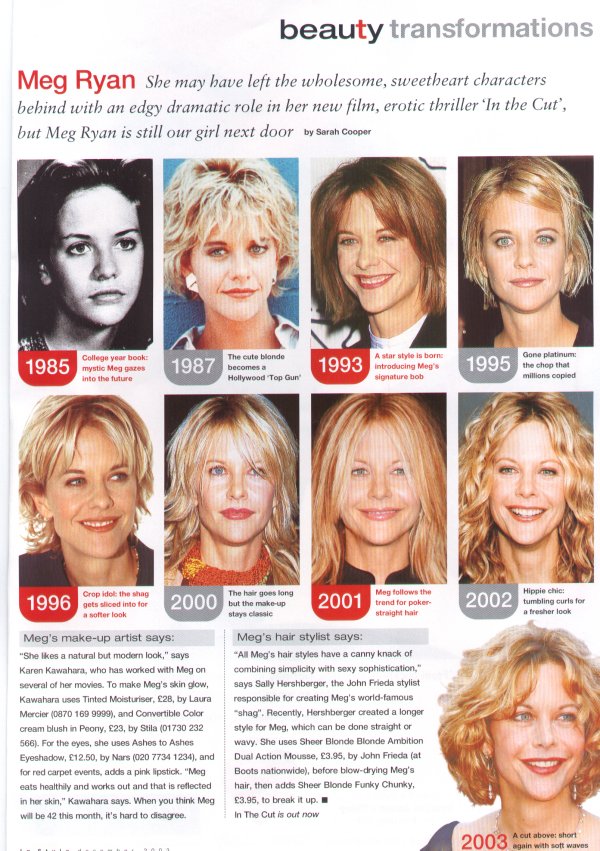 beauty transformations
Meg Ryan She may have left the wholesome, sweetheart characters
behind with an edgy dramatic role in her new film, erotic thriller 'In the Cut',
but Meg Ryan is still our girl next door by Sarah Cooper
1985
College year book:
mystic Meg gazes
into the future
1987
The cute blonde
becomes a
Hollywood 'Top Gun'
1993
A star style is born:
introducing Meg's
signature bob
1995
Gone platinum:
the chop that
millions copied
1996
Crop idol: the shag
gets sliced into for
a softer look
2000
The hair goes long
but the make-up
stays classic
2001
Meg follows the
trend for poker-
straight hair
2002
Hippie chic:
tumbling curls for
a fresher look
Meg's make-up artist says:
"She likes a natural but modern look," says
Karen Kawahara, who has worked with Meg on
several of her movies. To make Meg's skin glow,
Kawahara uses Tinted Moisturiser, £28, by Laura
Mercier (0870 169 9999), and Convertible Color
cream blush in Peony, £23, by Stila (01730 232
566). For the eyes, she uses Ashes to Ashes
Eyeshadow, £12.50, by Nars (020 7734 1234), and
for red carpet events, adds a pink lipstick. "Meg
eats healthily and works out and that is reflected
in her skin," Kawahara says. When you think Meg
will be 42 this month, it's hard to disagree.
Meg's hair stylist says:
"All Meg's hair styles have a canny knack of
combining simplicity with sexy sophistication,"
says Sally Hershberger, the John Frieda stylist
responsible for creating Meg's world-famous
"shag". Recently, Hershberger created a longer
style for Meg, which can be done straight or
wavy. She uses Sheer Blonde Blonde Ambition
Dual Action Mousse, £3.95, by John Frieda (at
Boots nationwide), before blow-drying Meg's
hair, then adds Sheer Blonde Funky Chunky,
£3.95, to break it up. ■
In The Cut is out now
2003
A cut above: short
again with soft waves